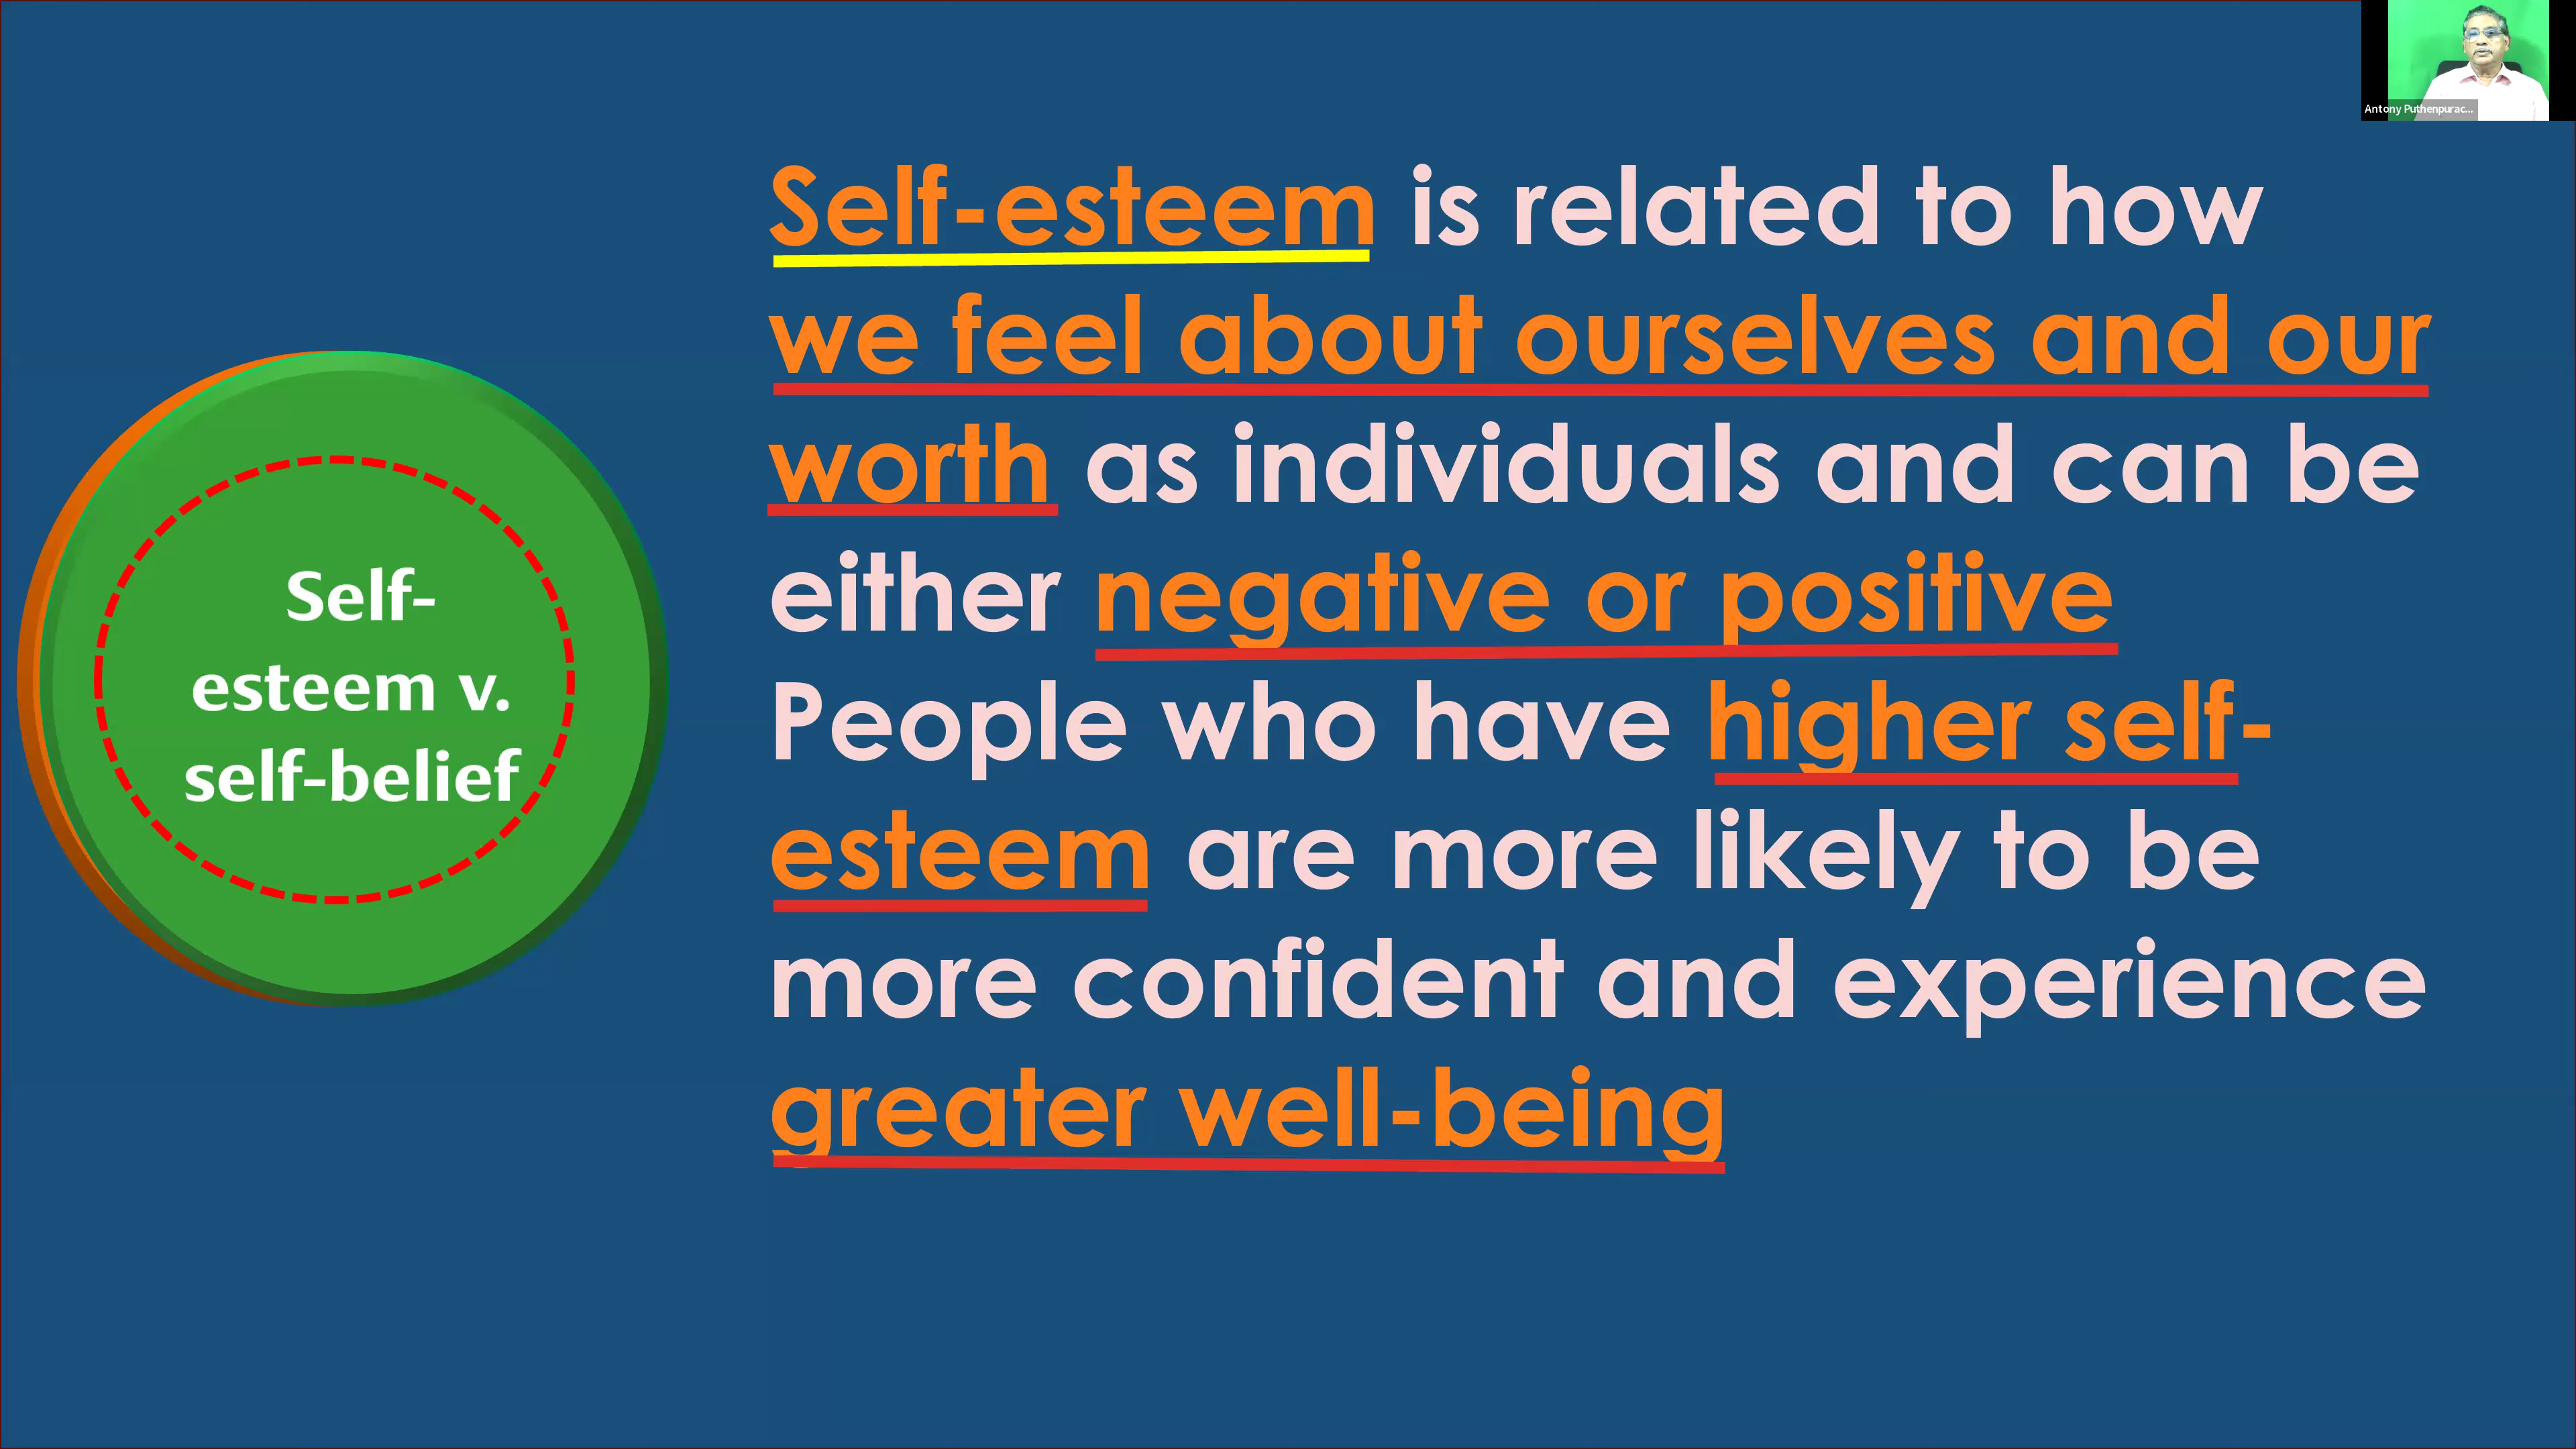 Antony Puthenpurac...
Self-esteem is related to how
we feel about ourselves and our
worth as individuals and can be
either negative or positive
People who have higher self-
esteem are more likely to be
more confident and experience
greater well-being
Self-
esteem v.
self-belief